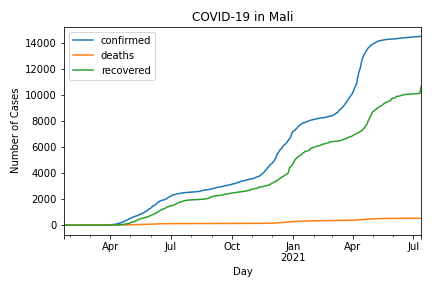 COVID-19 in Mali
confirmed
deaths
recovered
14000
12000
10000
8000
6000
4000
2000
0
Number of Cases
Apr Jul Oct Jan Apr Jul
2021
Day